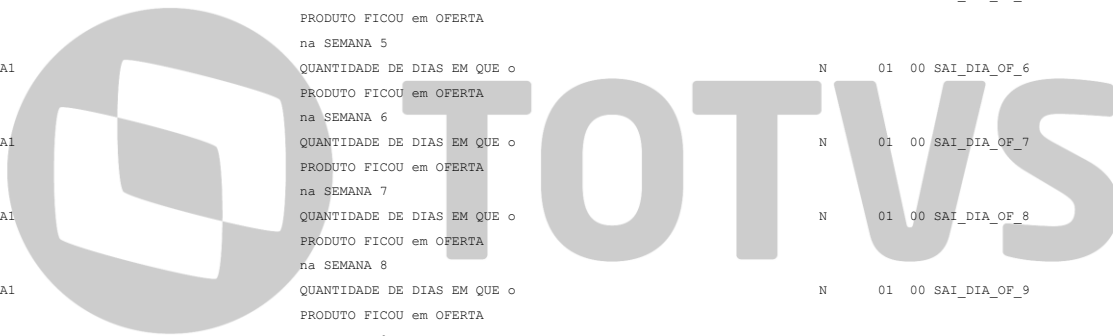 PRODUTO FICOU em OFERTA
na SEMANA 5
A1 QUANTIDADE DE DIAS EM QUE o N 01 00 SAI_DIA_OF_6
PRODUTO FICOU em OFERTA
na SEMANA 6
A1 QUANTIDADE DE DIAS EM QUE o N 01 00 SAI_DIA_OF_7
PRODUTO FICOU em OFERTA
na SEMANA 7
A1 QUANTIDADE DE DIAS EM QUE o N 01 00 SAI_DIA_OF_8
PRODUTO FICOU em OFERTA
na SEMANA 8
A1 QUANTIDADE DE DIAS EM QUE o N 01 00 SAI_DIA_OF_9
PRODUTO FICOU em OFERTA
TOTVS